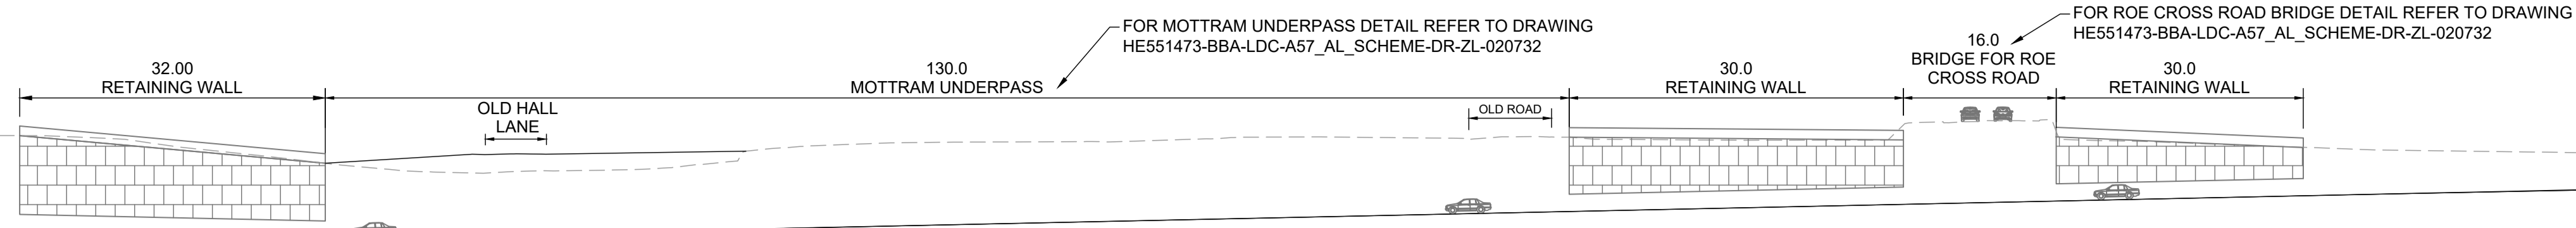 FOR MOTTRAM UNDERPASS DETAIL REFER TO DRAWING
HE551473-BBA-LDC-A57_AL_SCHEME-DR-ZL-020732
FOR ROE CROSS ROAD BRIDGE DETAIL REFER TO DRAWING
HE551473-BBA-LDC-A57_AL_SCHEME-DR-ZL-020732
32.00
RETAINING WALL
130.0
MOTTRAM UNDERPASS
30.0
RETAINING WALL
16.0
BRIDGE FOR ROE
CROSS ROAD
30.0
RETAINING WALL
OLD HALL
LANE
OLD ROAD